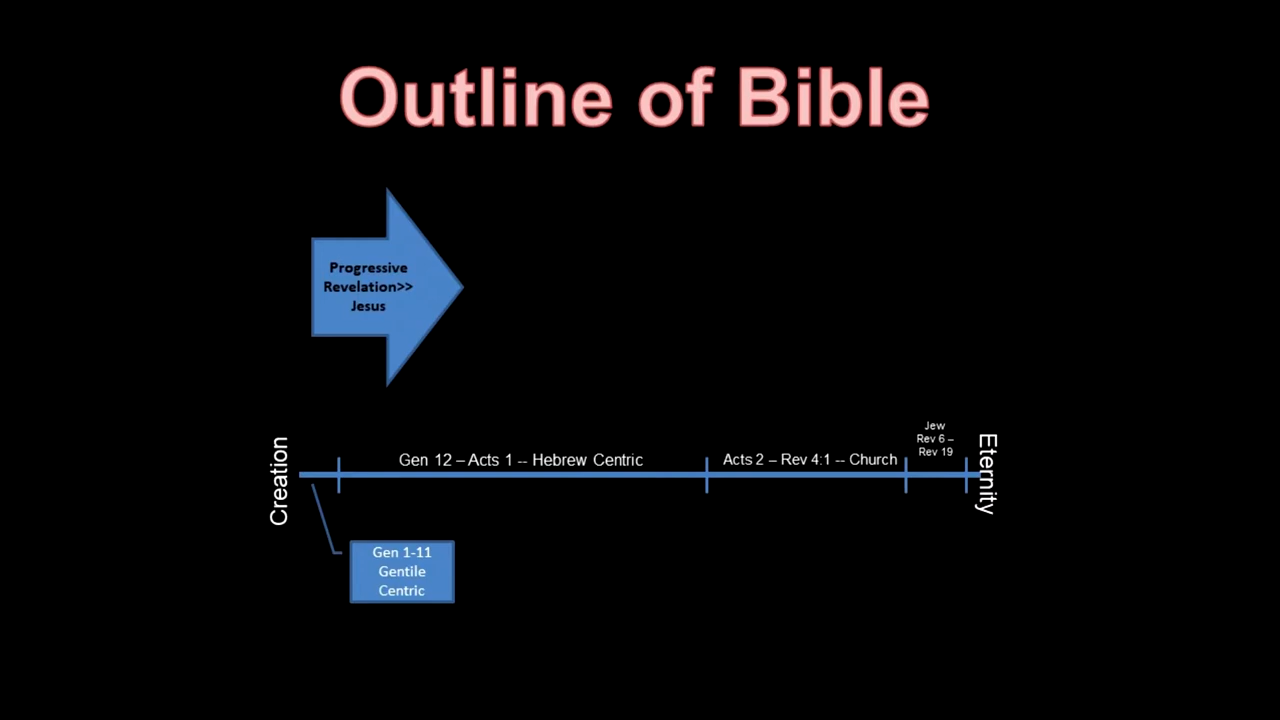 Outline of Bible
Progressive
Revelation>>
Jesus
Creation
Gen 12 – Acts 1 -- Hebrew Centric
Acts 2 – Rev 4:1 -- Church
Jew
Rev 6 –
Rev 19
Eternity
Gen 1-11
Gentile
Centric